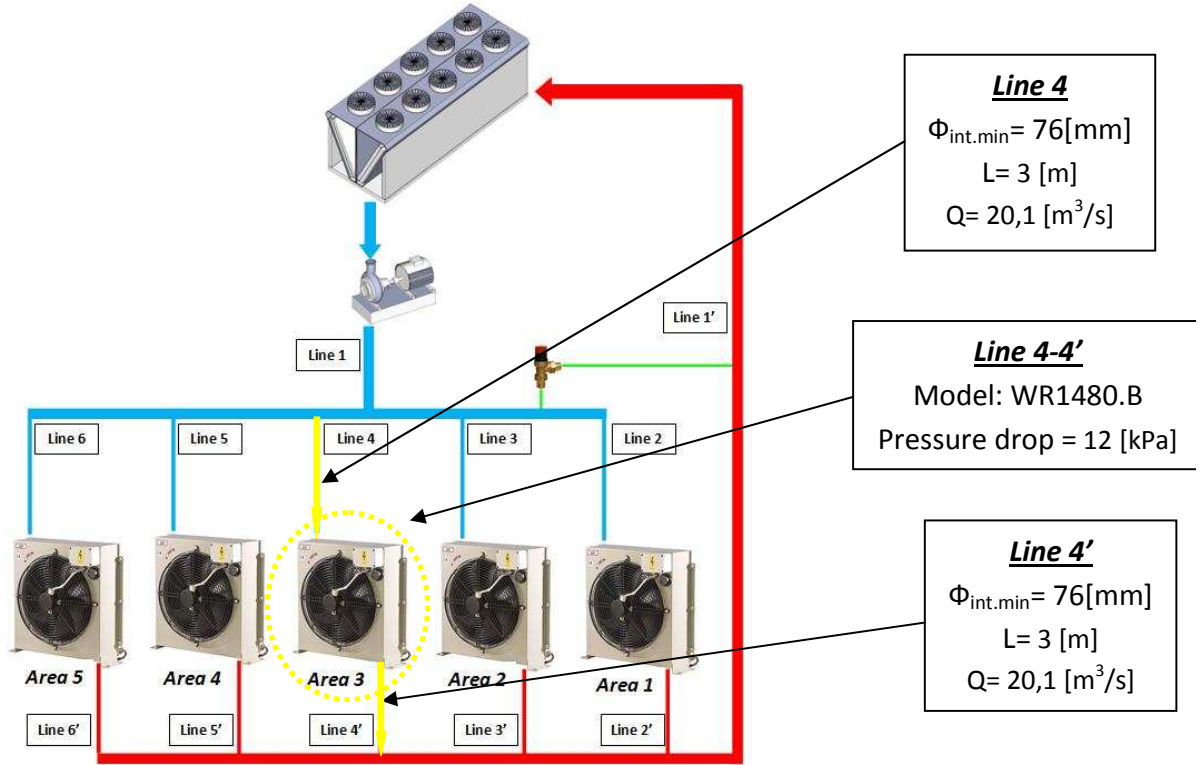 Line 4
Φint.min= 76[mm]
L= 3 [m]
Q= 20,1 [m³/s]
Line 1'
Line 1
Line 4-4’
Model: WR1480.B
Pressure drop = 12 [kPa]
Line 6
Line 5
Line 4
Line 3
Line 2
Line 4’
Φint.min= 76[mm]
L= 3 [m]
Q= 20,1 [m³/s]
Area 5
Area 4
Area 3
Area 2
Area 1
Line 6'
Line 5'
Line 4'
Line 3'
Line 2'